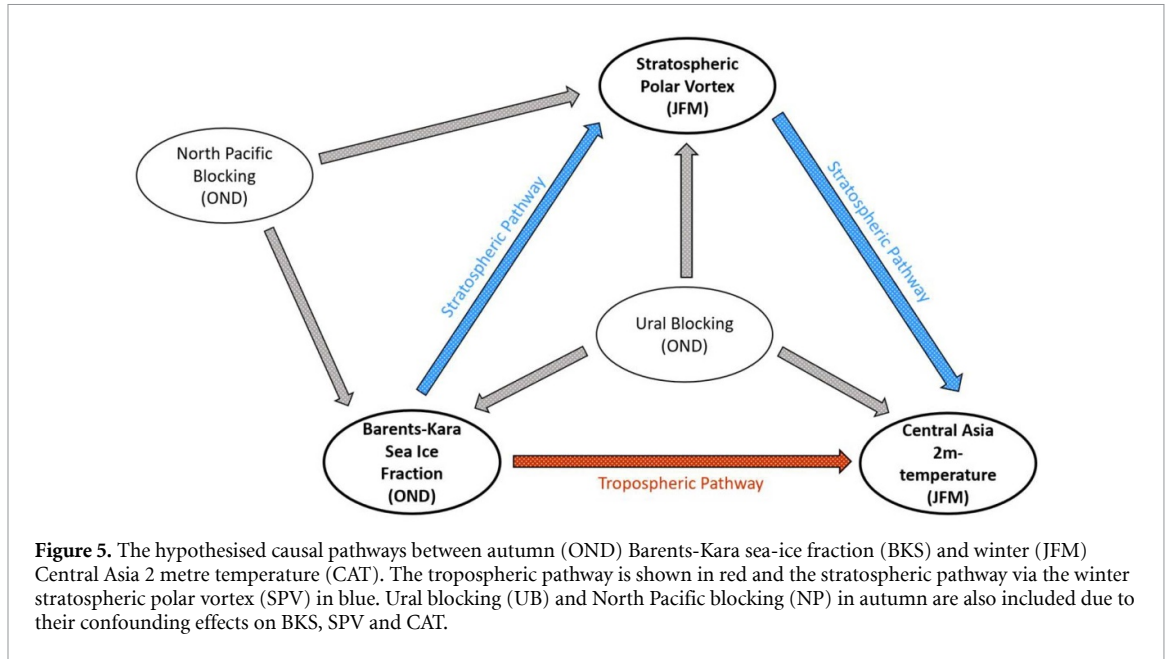 Stratospheric
Polar Vortex
(JFM)
North Pacific
Blocking
(OND)
Stratospheric Pathway
Stratospheric Pathway
Ural Blocking
(OND)
Barents-Kara
Sea Ice
Fraction
(OND)
Tropospheric Pathway
Central Asia
2m-
temperature
(JFM)
Figure 5. The hypothesised causal pathways between autumn (OND) Barents-Kara sea-ice fraction (BKS) and winter (JFM)
Central Asia 2 metre temperature (CAT). The tropospheric pathway is shown in red and the stratospheric pathway via the winter
stratospheric polar vortex (SPV) in blue. Ural blocking (UB) and North Pacific blocking (NP) in autumn are also included due to
their confounding effects on BKS, SPV and CAT.